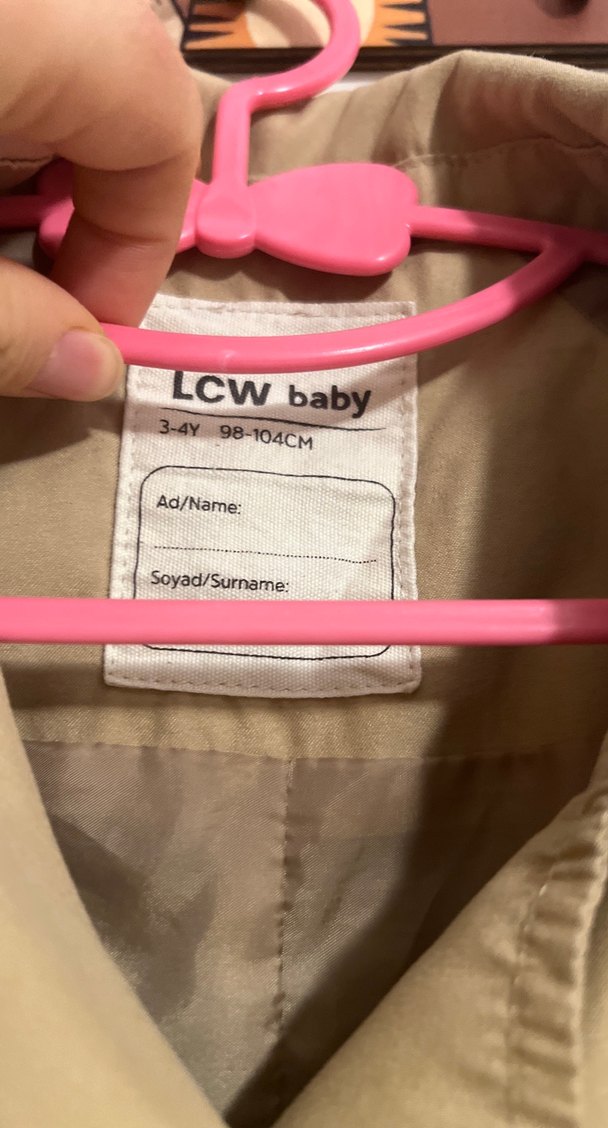 LCW baby
3-4Y 98-104CM
Ad/Name:
Soyad/Surname: